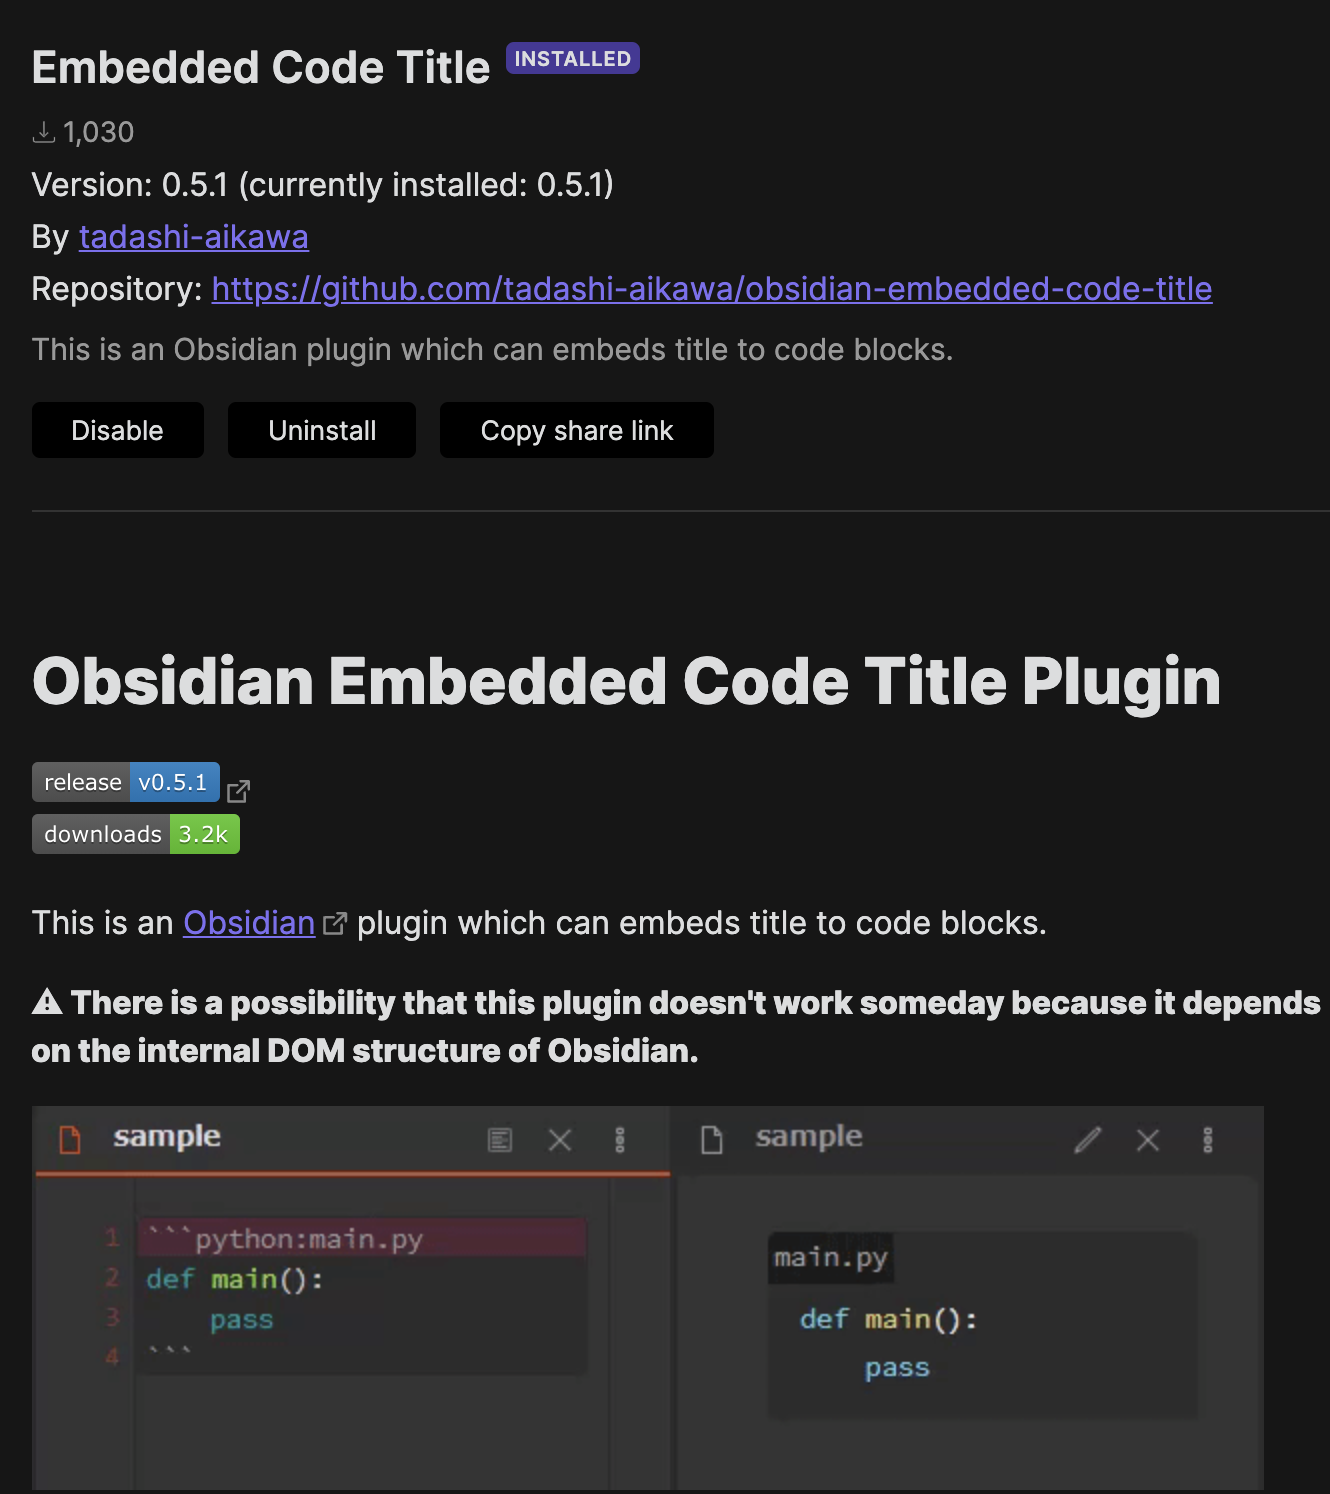 Embedded Code Title INSTALLED
1,030
Version: 0.5.1 (currently installed: 0.5.1)
By tadashi-aikawa
Repository: https://github.com/tadashi-aikawa/obsidian-embedded-code-title
This is an Obsidian plugin which can embeds title to code blocks.
Disable Uninstall Copy share link
Obsidian Embedded Code Title Plugin
release v0.5.1
downloads 3.2k
This is an Obsidian plugin which can embeds title to code blocks.
⚠ There is a possibility that this plugin doesn't work someday because it depends
on the internal DOM structure of Obsidian.
sample
1 ```python:main.py
2 def main():
3     pass
4 ```
sample
main.py
def main():
    pass